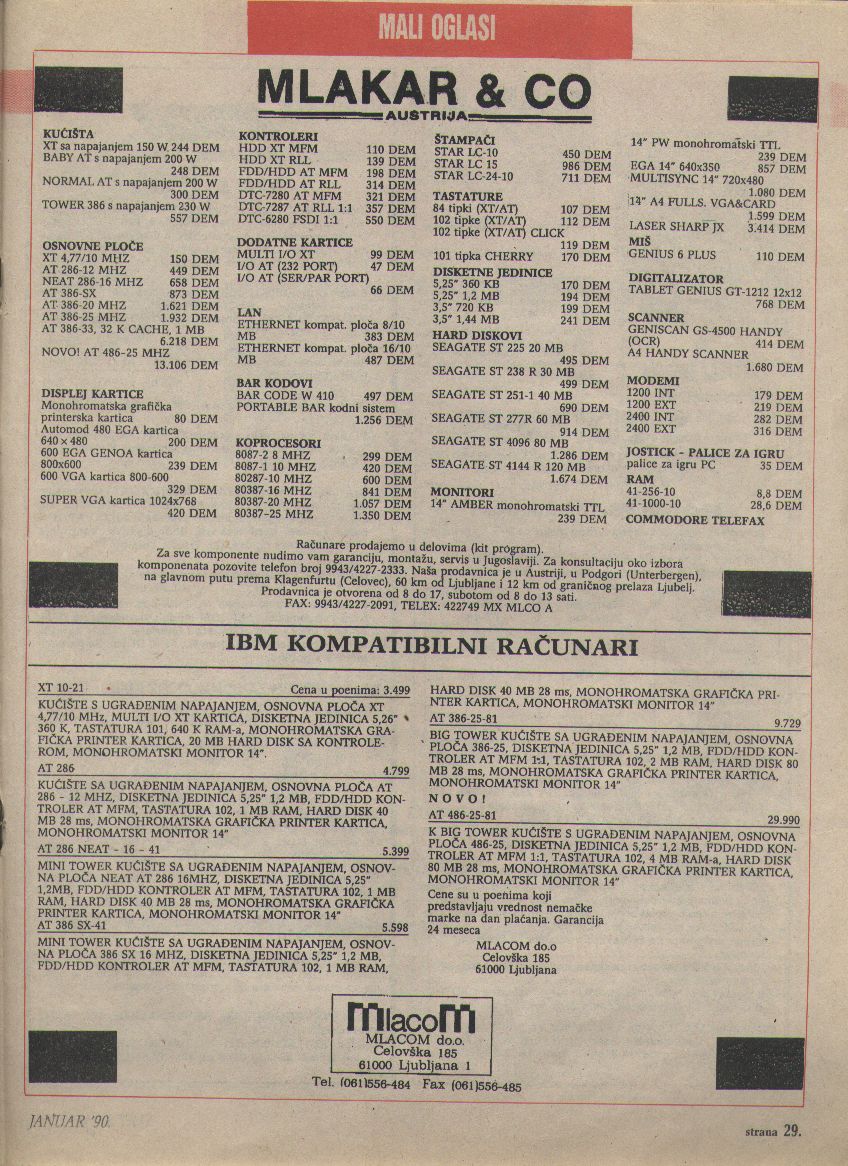 MALI OGLASI
MLAKAR & CO
AUSTRIJA
KUĆIŠTA
XT sa napajanjem 150 W 244 DEM
BABY AT s napajanjem 200 W
248 DEM
NORMAL AT s napajanjem 200 W
300 DEM
TOWER 386 s napajanjem 230 W
557 DEM
OSNOVNE PLOČE
XT 4,77/10 MHZ 150 DEM
AT 286-12 MHZ 449 DEM
NEAT 286-16 MHZ 658 DEM
AT 386-SX 873 DEM
AT 386-20 MHZ 1.621 DEM
AT 386-25 MHZ 1.932 DEM
AT 386-33, 32 K CACHE, 1 MB
6.218 DEM
NOVO! AT 486-25 MHZ
13.106 DEM
DISPLEJ KARTICE
Monohromatska grafička
printerska kartica 80 DEM
Automod 480 EGA kartica
640 × 480 200 DEM
600 EGA GENOA kartica
800x600 239 DEM
600 VGA kartica 800-600
329 DEM
SUPER VGA kartica 1024x768
420 DEM
KONTROLERI
HDD XT MFM 110 DEM
HDD XT RLL 139 DEM
FDD/HDD AT MFM 198 DEM
FDD/HDD AT RLL 314 DEM
DTC-7280 AT MFM 321 DEM
DTC-7287 AT RLL 1:1 357 DEM
DTC-6280 FSDI 1:1 550 DEM
DODATNE KARTICE
MULTI I/O XT 99 DEM
I/O AT (232 PORT) 47 DEM
I/O AT (SER/PAR PORT)
66 DEM
LAN
ETHERNET kompat. ploča 8/10
MB 383 DEM
ETHERNET kompat. ploča 16/10
MB 487 DEM
BAR KODOVI
BAR CODE W 410 497 DEM
PORTABLE BAR kodni sistem
1.256 DEM
KOPROCESORI
8087-2 8 MHZ 299 DEM
8087-1 10 MHZ 420 DEM
80287-10 MHZ 600 DEM
80387-16 MHZ 841 DEM
80387-20 MHZ 1.057 DEM
80387-25 MHZ 1.350 DEM
ŠTAMPAČI
STAR LC-10 450 DEM
STAR LC 15 986 DEM
STAR LC-24-10 711 DEM
TASTATURE
84 tipki (XT/AT) 107 DEM
102 tipke (XT/AT) 112 DEM
102 tipke (XT/AT) CLICK
119 DEM
101 tipka CHERRY 170 DEM
DISKETNE JEDINICE
5,25" 360 KB 170 DEM
5,25" 1,2 MB 194 DEM
3,5" 720 KB 199 DEM
3,5" 1,44 MB 241 DEM
HARD DISKOVI
SEAGATE ST 225 20 MB
495 DEM
SEAGATE ST 238 R 30 MB
499 DEM
SEAGATE ST 251-1 40 MB
690 DEM
SEAGATE ST 277R 60 MB
914 DEM
SEAGATE ST 4096 80 MB
1.286 DEM
SEAGATE ST 4144 R 120 MB
1.674 DEM
MONITORI
14" AMBER monohromatski TTL
239 DEM
14" PW monohromatski TTL
239 DEM
EGA 14" 640x350 857 DEM
MULTISYNC 14" 720x480
1.080 DEM
14" A4 FULLS. VGA&CARD
1.599 DEM
LASER SHARP JX 3.414 DEM
MIŠ
GENIUS 6 PLUS 110 DEM
DIGITALIZATOR
TABLET GENIUS GT-1212 12x12
768 DEM
SCANNER
GENISCAN GS-4500 HANDY
(OCR) 414 DEM
A4 HANDY SCANNER
1.680 DEM
MODEMI
1200 INT 179 DEM
1200 EXT 219 DEM
2400 INT 282 DEM
2400 EXT 316 DEM
JOSTICK - PALICE ZA IGRU
palice za igru PC 35 DEM
RAM
41-256-10 8,8 DEM
41-1000-10 28,6 DEM
COMMODORE TELEFAX
Računare prodajemo u delovima (kit program).
Za sve komponente nudimo vam garanciju, montažu, servis u Jugoslaviji. Za konsultaciju oko izbora
komponenata pozovite telefon broj 9943/4227-2333. Naša prodavnica je u Austriji, u Podgori (Unterbergen),
na glavnom putu prema Klagenfurtu (Celovec), 60 km od Ljubljane i 12 km od graničnog prelaza Ljubelj.
Prodavnica je otvorena od 8 do 17, subotom od 8 do 13 sati.
FAX: 9943/4227-2091, TELEX: 422749 MX MLCO A
IBM KOMPATIBILNI RAČUNARI
XT 10-21 Cena u poenima: 3.499
KUĆIŠTE S UGRAĐENIM NAPAJANJEM, OSNOVNA PLOČA XT
4,77/10 MHz, MULTI I/O XT KARTICA, DISKETNA JEDINICA 5,26"
360 K, TASTATURA 101, 640 K RAM-a, MONOHROMATSKA GRA-
FIČKA PRINTER KARTICA, 20 MB HARD DISK SA KONTROLE-
ROM, MONOHROMATSKI MONITOR 14".
AT 286 4.799
KUĆIŠTE SA UGRAĐENIM NAPAJANJEM, OSNOVNA PLOČA AT
286 - 12 MHZ, DISKETNA JEDINICA 5,25" 1,2 MB, FDD/HDD KON-
TROLER AT MFM, TASTATURA 102, 1 MB RAM, HARD DISK 40
MB 28 ms, MONOHROMATSKA GRAFIČKA PRINTER KARTICA,
MONOHROMATSKI MONITOR 14"
AT 286 NEAT - 16 - 41 5.399
MINI TOWER KUĆIŠTE SA UGRAĐENIM NAPAJANJEM, OSNOV-
NA PLOČA NEAT AT 286 16MHZ, DISKETNA JEDINICA 5,25"
1,2MB, FDD/HDD KONTROLER AT MFM, TASTATURA 102, 1 MB
RAM, HARD DISK 40 MB 28 ms, MONOHROMATSKA GRAFIČKA
PRINTER KARTICA, MONOHROMATSKI MONITOR 14"
AT 386 SX-41 5.598
MINI TOWER KUĆIŠTE SA UGRAĐENIM NAPAJANJEM, OSNOV-
NA PLOČA 386 SX 16 MHZ, DISKETNA JEDINICA 5,25" 1,2 MB,
FDD/HDD KONTROLER AT MFM, TASTATURA 102, 1 MB RAM,
HARD DISK 40 MB 28 ms, MONOHROMATSKA GRAFIČKA PRI-
NTER KARTICA, MONOHROMATSKI MONITOR 14"
AT 386-25-81 9.729
BIG TOWER KUĆIŠTE SA UGRAĐENIM NAPAJANJEM, OSNOVNA
PLOČA 386-25, DISKETNA JEDINICA 5,25" 1,2 MB, FDD/HDD KON-
TROLER AT MFM 1:1, TASTATURA 102, 2 MB RAM, HARD DISK 80
MB 28 ms, MONOHROMATSKA GRAFIČKA PRINTER KARTICA,
MONOHROMATSKI MONITOR 14"
NOVO!
AT 486-25-81 29.990
K BIG TOWER KUĆIŠTE SA UGRAĐENIM NAPAJANJEM, OSNOVNA
PLOČA 486-25, DISKETNA JEDINICA 5,25" 1,2 MB, FDD/HDD KON-
TROLER AT MFM 1:1, TASTATURA 102, 4 MB RAM-a, HARD DISK
80 MB 28 ms, MONOHROMATSKA GRAFIČKA PRINTER KARTICA,
MONOHROMATSKI MONITOR 14"
Cene su u poenima koji
predstavljaju vrednost nemačke
marke na dan plaćanja. Garancija
24 meseca
MLACOM do.o
Celovška 185
61000 Ljubljana
MlacoM
MLACOM do.o.
Celovška 185
61000 Ljubljana 1
Tel. (061)556-484 Fax (061)556-485
JANUAR '90.
strana 29.